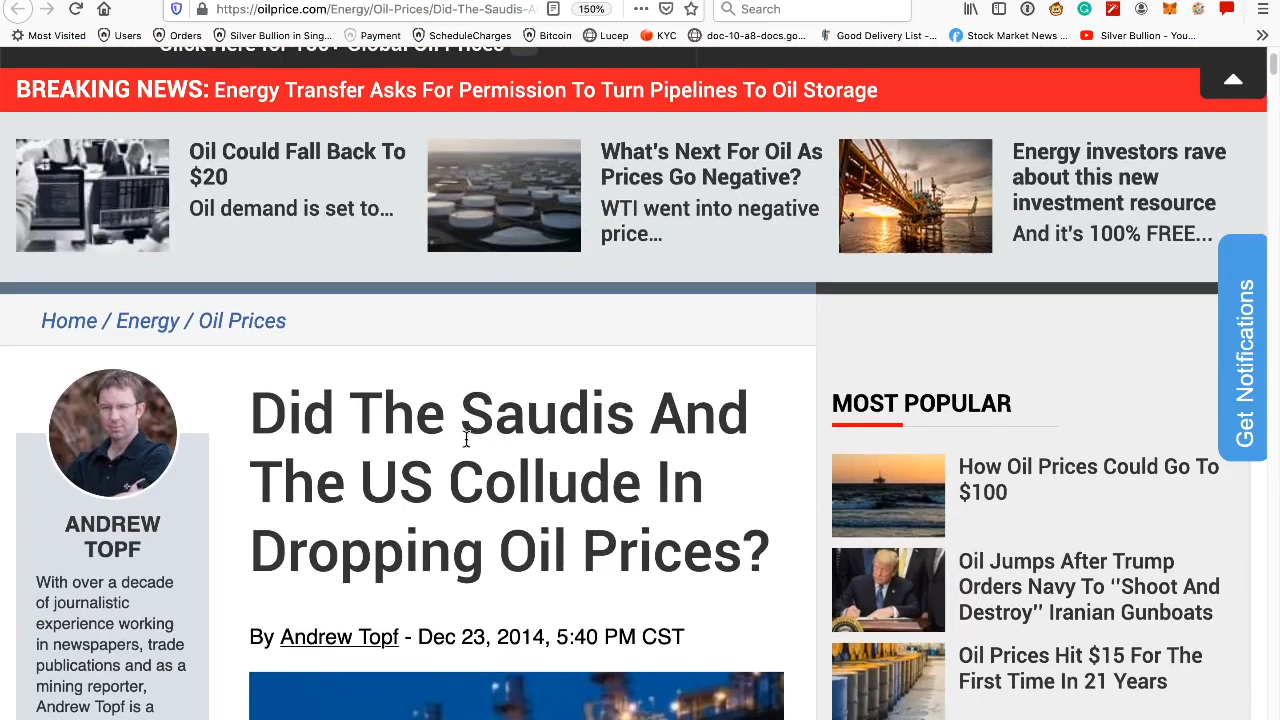 https://oilprice.com/Energy/Oil-Prices/Did-The-Saudis-A
150%
Search
Most Visited
Users
Orders
Silver Bullion in Sing...
Payment
ScheduleCharges
Bitcoin
Lucep
KYC
doc-10-a8-docs.go...
Good Delivery List –...
Stock Market News ...
Silver Bullion - You...
Click Here for 150+ Global Oil Prices
BREAKING NEWS: Energy Transfer Asks For Permission To Turn Pipelines To Oil Storage
Oil Could Fall Back To
$20
Oil demand is set to...
What's Next For Oil As
Prices Go Negative?
WTI went into negative
price...
Energy investors rave
about this new
investment resource
And it's 100% FREE...
Get Notifications
Home / Energy / Oil Prices
ANDREW
TOPF
With over a decade
of journalistic
experience working
in newspapers, trade
publications and as a
mining reporter,
Andrew Topf is a
Did The Saudis And
The US Collude In
Dropping Oil Prices?
By Andrew Topf - Dec 23, 2014, 5:40 PM CST
MOST POPULAR
How Oil Prices Could Go To
$100
Oil Jumps After Trump
Orders Navy To ''Shoot And
Destroy'' Iranian Gunboats
Oil Prices Hit $15 For The
First Time In 21 Years